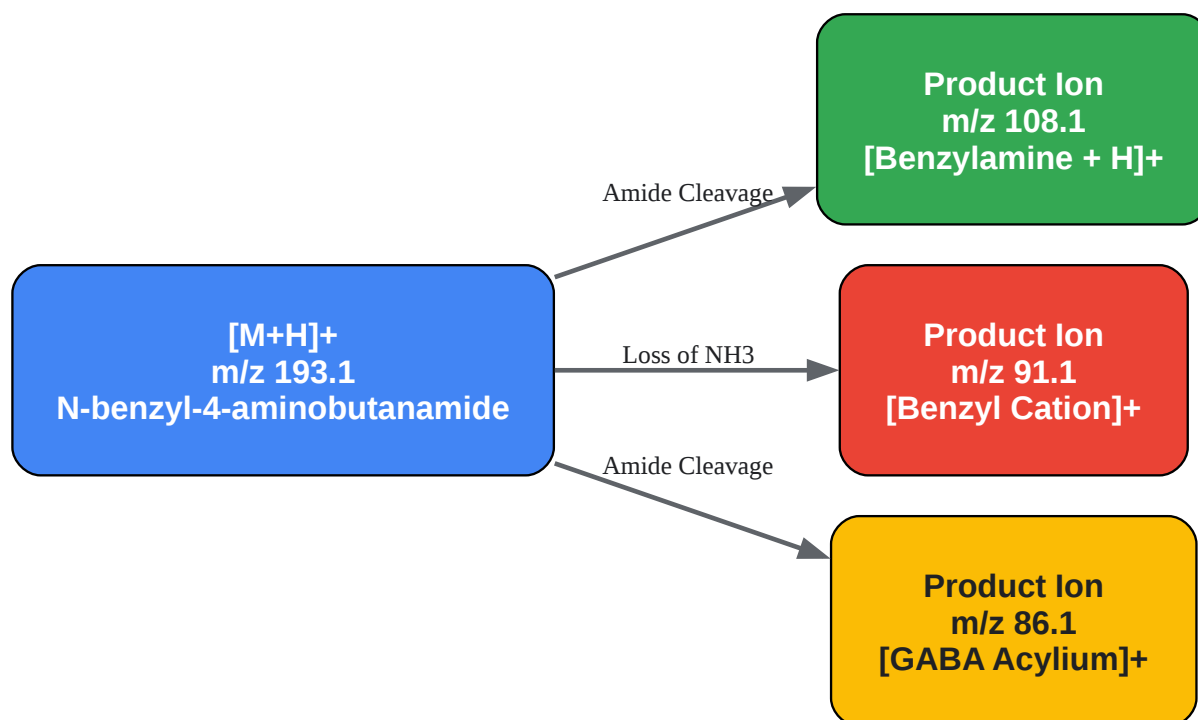 Product Ion
m/z 108.1
[Benzylamine + H]+
Amide Cleavage
[M+H]+
m/z 193.1
N-benzyl-4-aminobutanamide
Loss of NH3
Product Ion
m/z 91.1
[Benzyl Cation]+
Amide Cleavage
Product Ion
m/z 86.1
[GABA Acylium]+